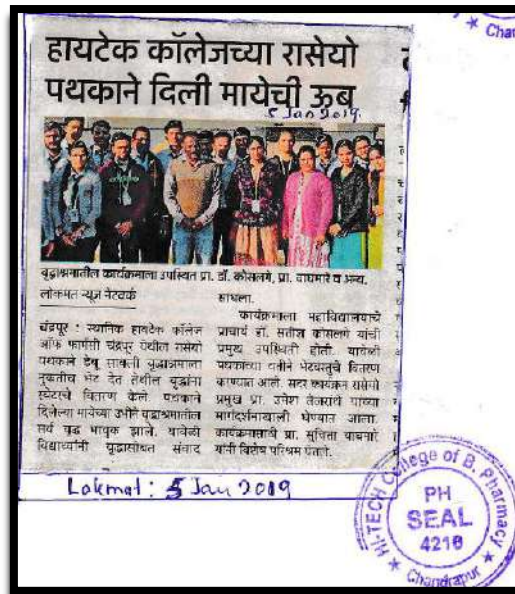 हायटेक कॉलेजच्या रासेयो
पथकाने दिली मायेची ऊब
5 Jan 2019.
वृद्धाश्रमातील कार्यक्रमाला उपस्थित प्रा. डॉ. कोसलगे, प्रा. वाघमारे व अन्य.
लोकमत न्यूज नेटवर्क
चंद्रपूर : स्थानिक हायटेक कॉलेज
ऑफ फार्मसी चंद्रपूर येथील रासेयो
पथकाने डेबू सावली वृद्धाश्रमाला
नुकतीच भेट देत तेथील वृद्धांना
स्वेटरचे वितरण केले. पथकाने
दिलेल्या मायेच्या उबीने वृद्धाश्रमातील
सर्व वृद्ध भावुक झाले. यावेळी
विद्यार्थ्यांनी वृद्धासोबत संवाद
साधला.
कार्यक्रमाला महाविद्यालयाचे
प्राचार्य डॉ. सतीश कोसलगे यांची
प्रमुख उपस्थिती होती. यावेळी
पथकाच्या वतीने भेटवस्तुचे वितरण
करण्यात आले. सदर कार्यक्रम रासेयो
प्रमुख प्रा. उमेश तेलरांधे यांच्या
मार्गदर्शनाखाली घेण्यात आला.
कार्यक्रमासाठी प्रा. सुचिता वाघमारे
यांनी विशेष परिश्रम घेतले.
Lokmat : 5 Jan 2019
HI-TECH College of B. Pharmacy
PH
SEAL
4210
Chandrapur